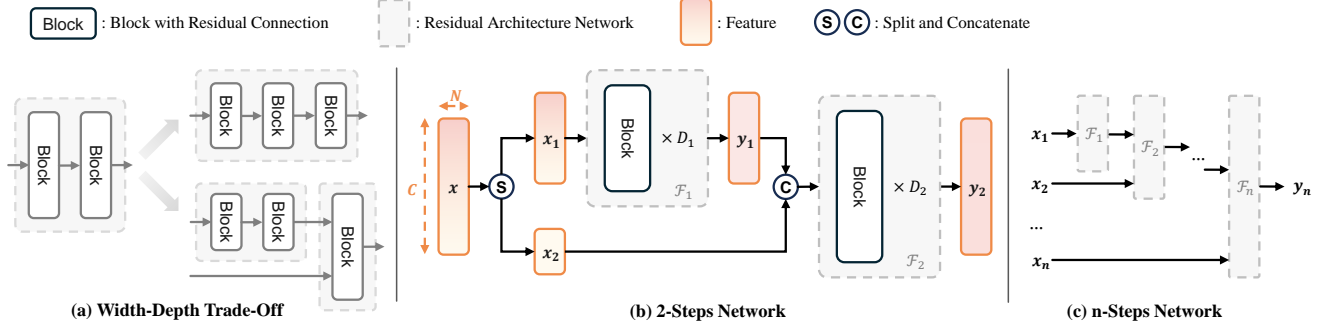 Block : Block with Residual Connection
: Residual Architecture Network
: Feature
S C : Split and Concatenate
Block
Block
Block
Block
Block
Block
Block
Block
(a) Width-Depth Trade-Off
N
C
x
S
x₁
Block
× D₁
ℱ₁
y₁
x₂
C
Block
× D₂
ℱ₂
y₂
(b) 2-Steps Network
x₁
ℱ₁
x₂
ℱ₂
...
...
xₙ
ℱₙ
yₙ
(c) n-Steps Network